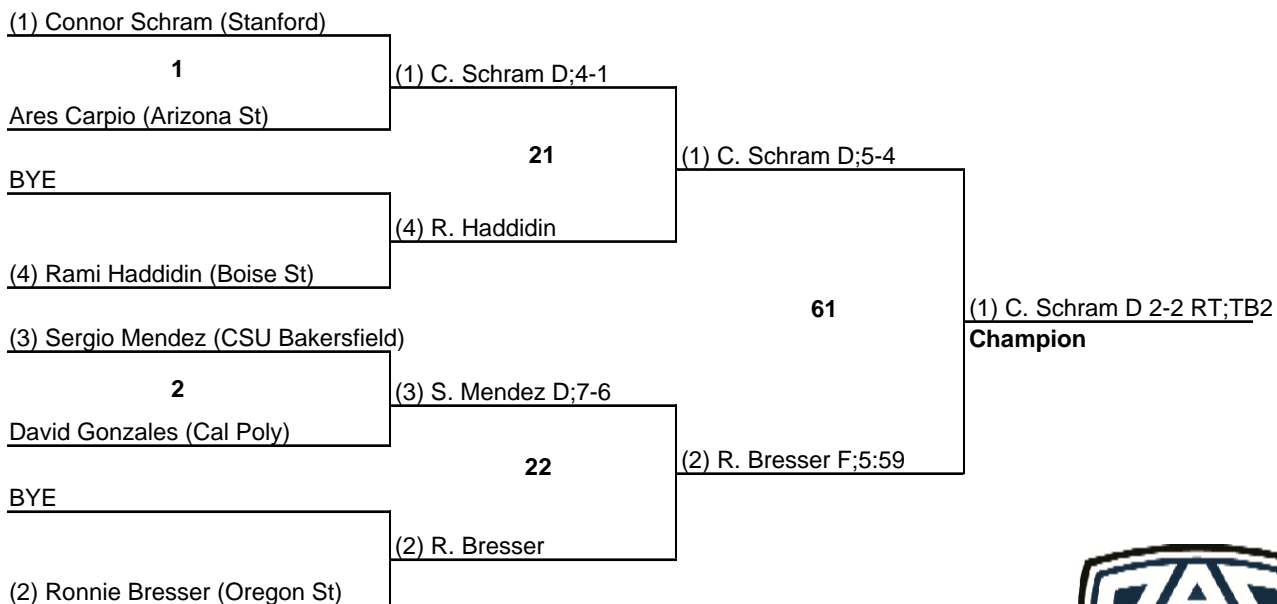 (1) Connor Schram (Stanford)
1
(1) C. Schram D;4-1
Ares Carpio (Arizona St)
21
(1) C. Schram D;5-4
BYE
(4) R. Haddidin
(4) Rami Haddidin (Boise St)
61
(1) C. Schram D 2-2 RT;TB2
Champion
(3) Sergio Mendez (CSU Bakersfield)
2
(3) S. Mendez D;7-6
David Gonzales (Cal Poly)
22
(2) R. Bresser F;5:59
BYE
(2) R. Bresser
(2) Ronnie Bresser (Oregon St)